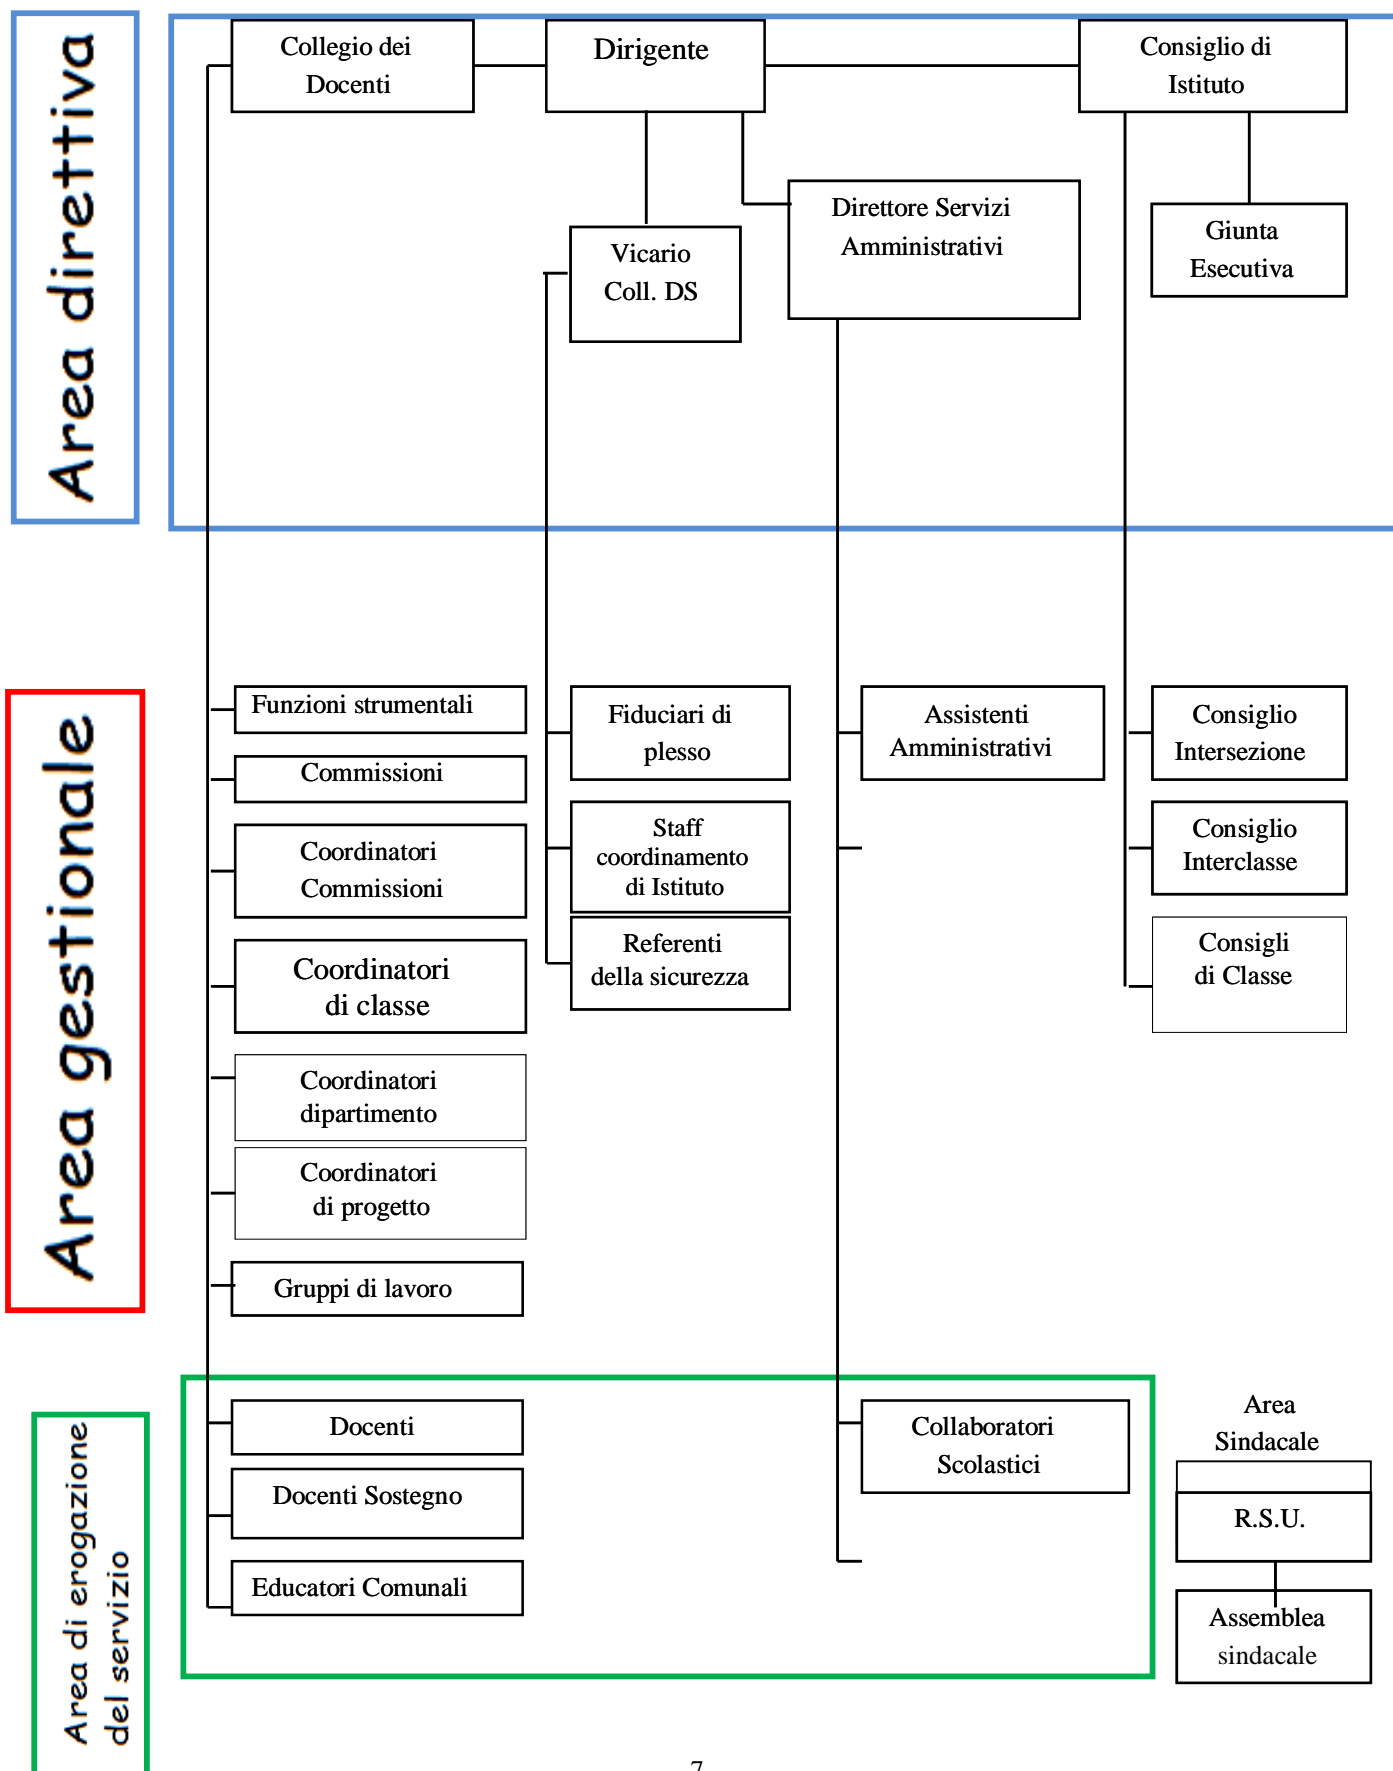 Area direttiva
Collegio dei
Docenti
Dirigente
Consiglio di
Istituto
Vicario
Coll. DS
Direttore Servizi
Amministrativi
Giunta
Esecutiva
Area gestionale
Funzioni strumentali
Commissioni
Coordinatori
Commissioni
Coordinatori
di classe
Coordinatori
dipartimento
Coordinatori
di progetto
Gruppi di lavoro
Fiduciari di
plesso
Staff
coordinamento
di Istituto
Referenti
della sicurezza
Assistenti
Amministrativi
Consiglio
Intersezione
Consiglio
Interclasse
Consigli
di Classe
Area di erogazione
del servizio
Docenti
Docenti Sostegno
Educatori Comunali
Collaboratori
Scolastici
Area
Sindacale
R.S.U.
Assemblea
sindacale
7